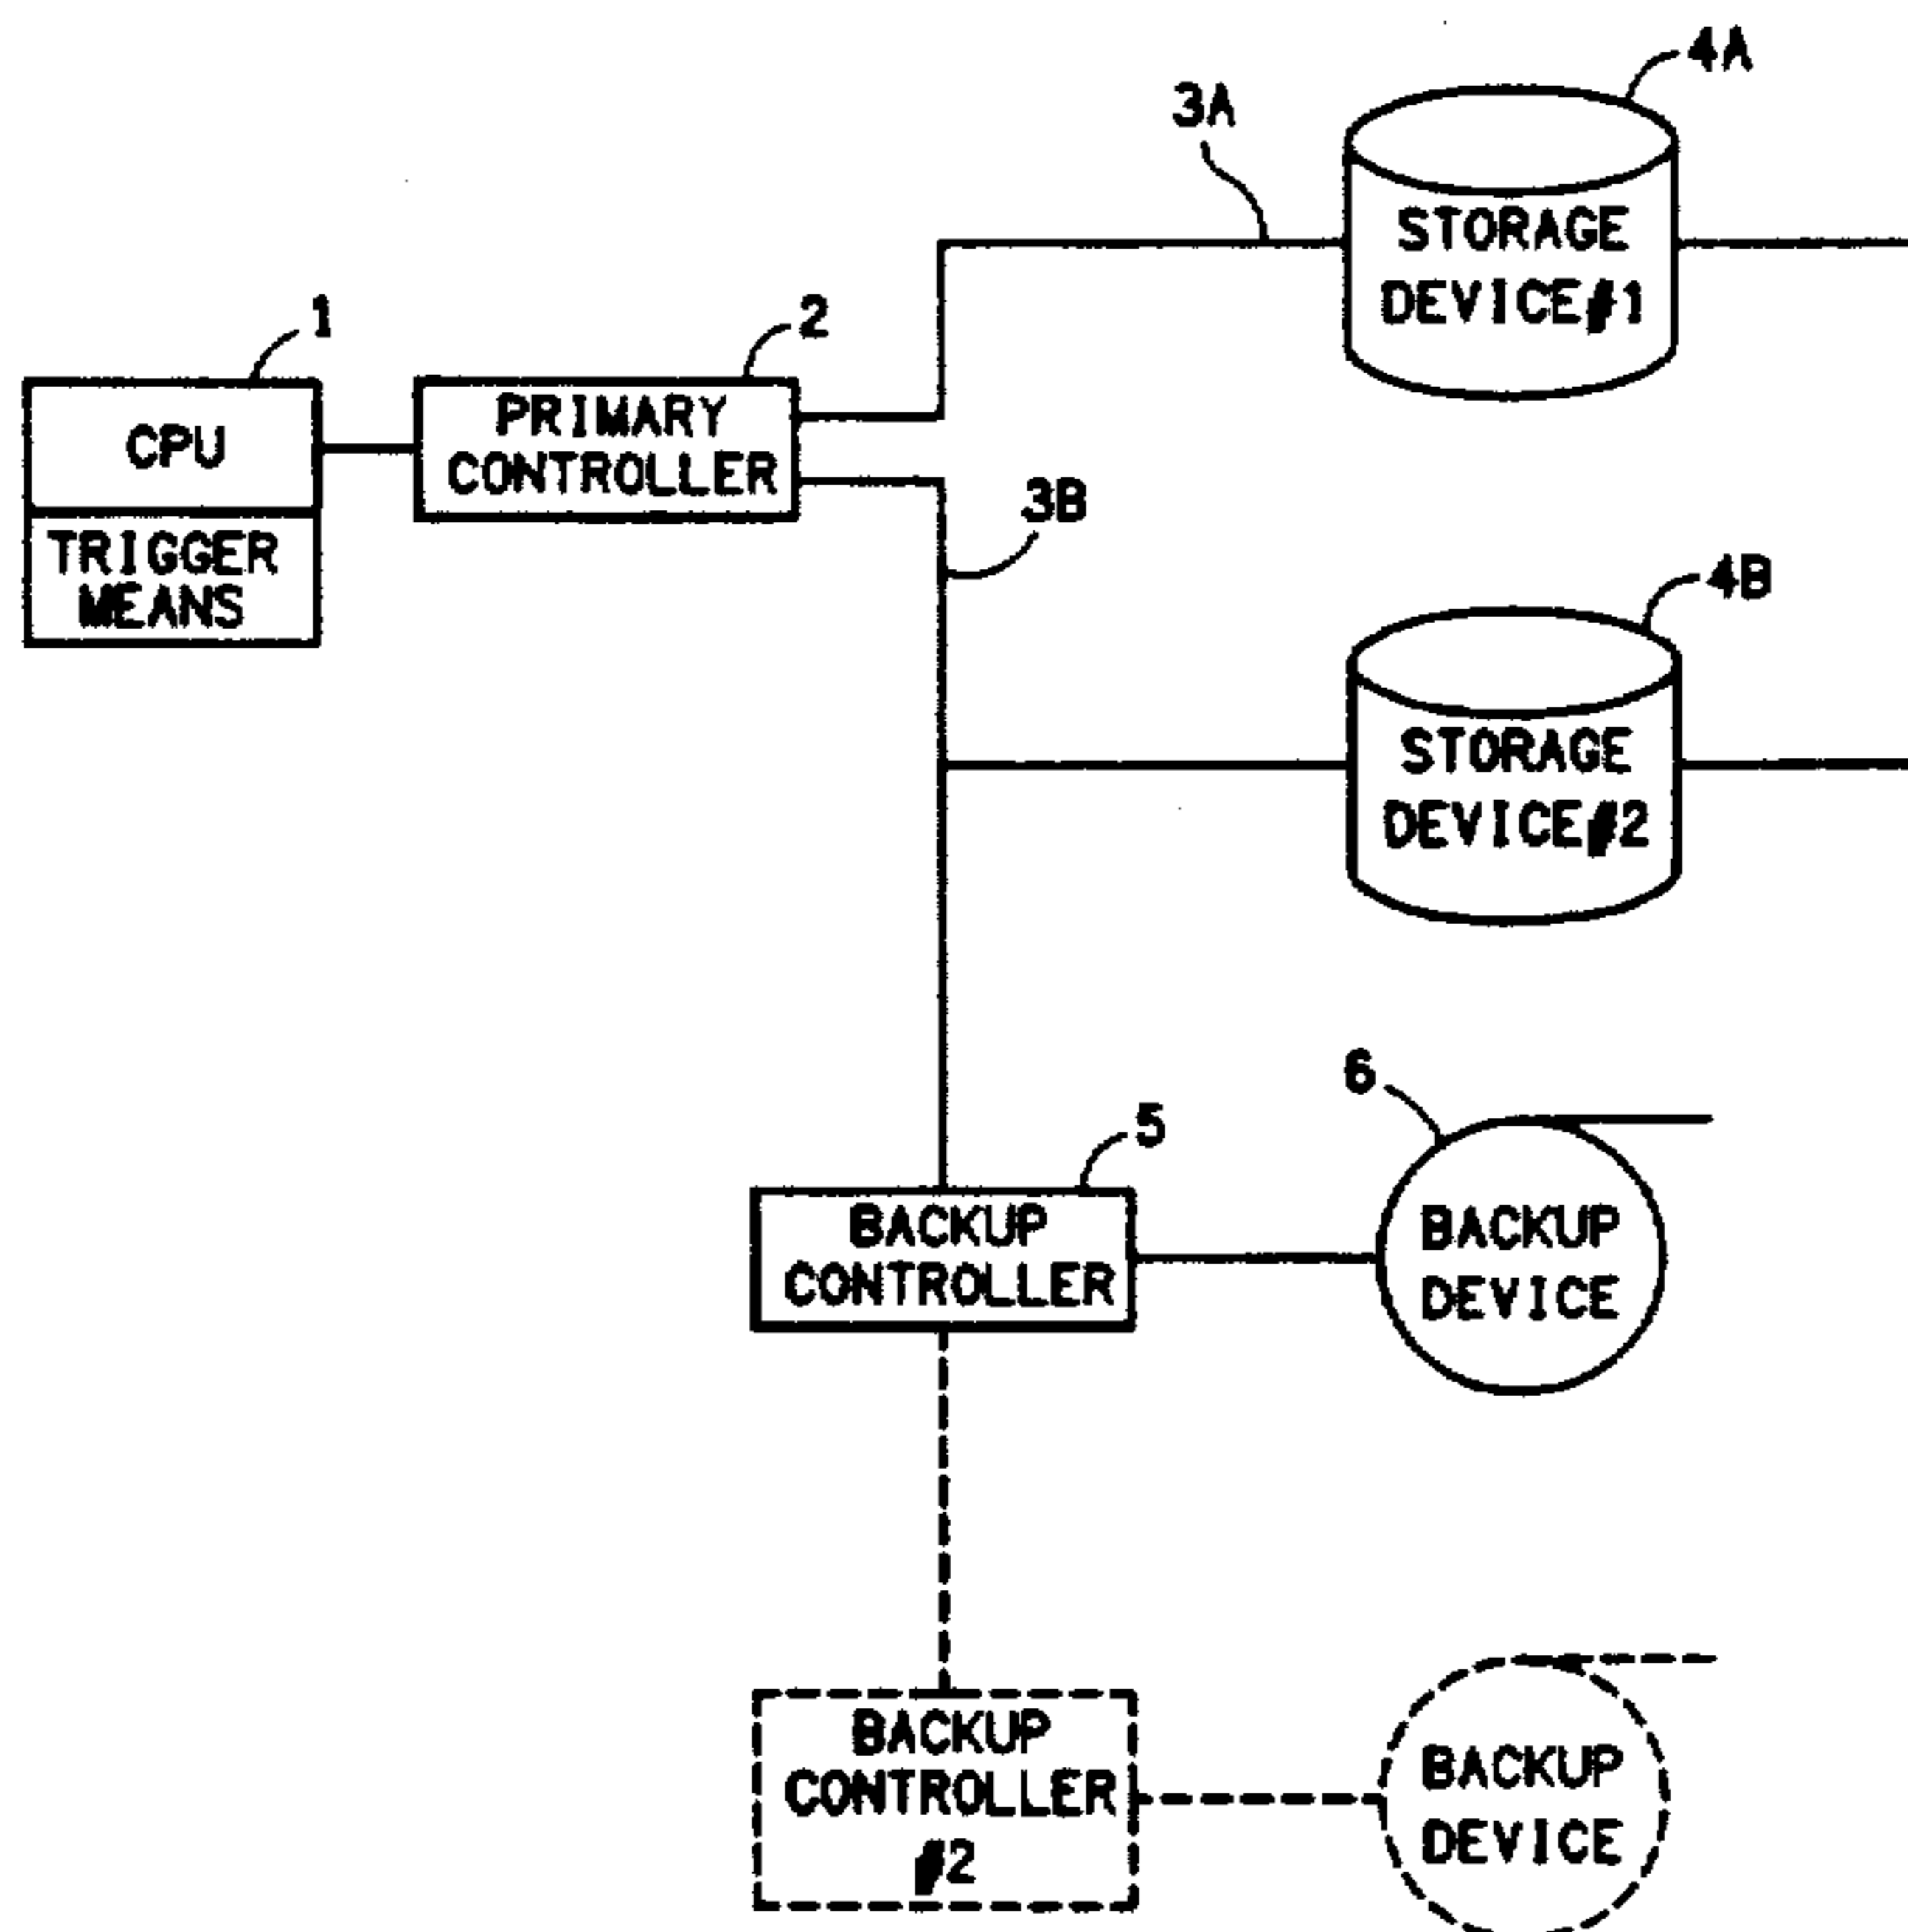 4A
3A
STORAGE
DEVICE#1
1
2
CPU
PRIMARY
CONTROLLER
TRIGGER
MEANS
3B
4B
STORAGE
DEVICE#2
6
5
BACKUP
CONTROLLER
BACKUP
DEVICE
BACKUP
CONTROLLER
#2
BACKUP
DEVICE